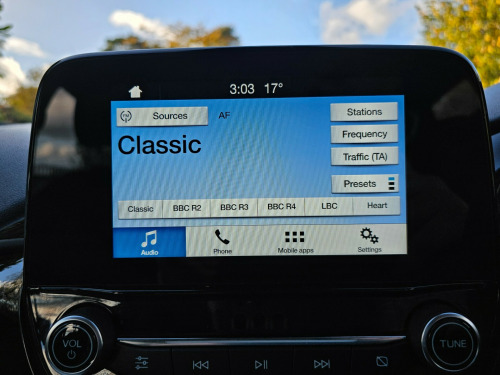 3:03 17°
Sources
AF
Stations
Classic
Frequency
Traffic (TA)
Presets
Classic BBC R2 BBC R3 BBC R4 LBC Heart
Audio Phone Mobile apps Settings
VOL
TUNE